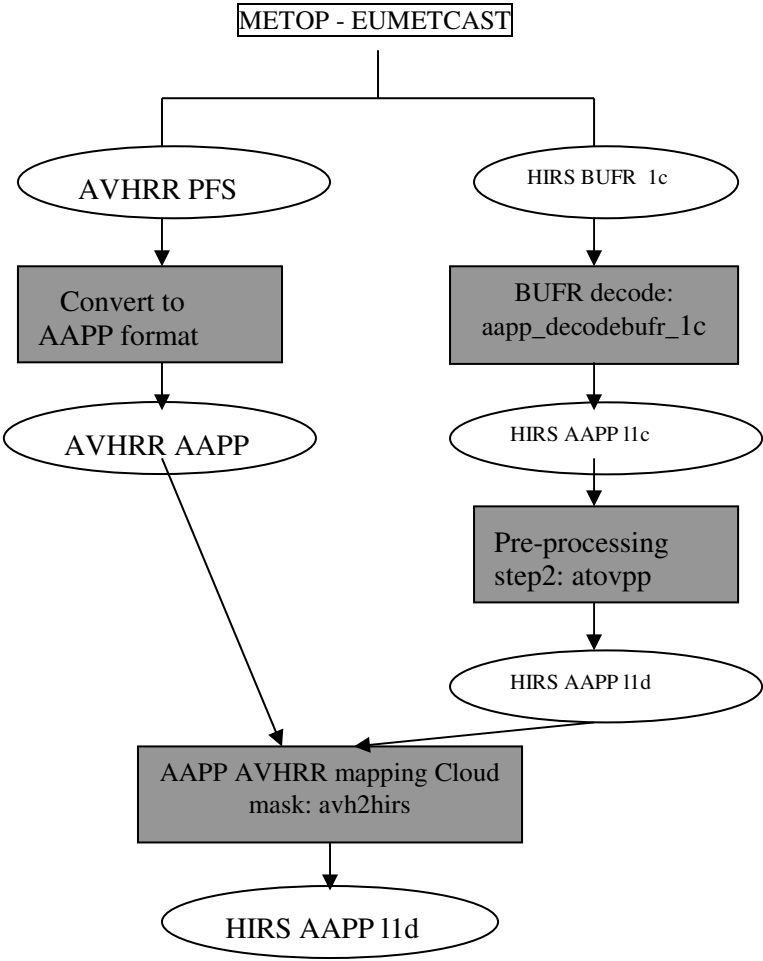 METOP - EUMETCAST
AVHRR PFS
HIRS BUFR 1c
Convert to
AAPP format
BUFR decode:
aapp_decodebufr_1c
AVHRR AAPP
HIRS AAPP l1c
Pre-processing
step2: atovpp
HIRS AAPP l1d
AAPP AVHRR mapping Cloud
mask: avh2hirs
HIRS AAPP l1d